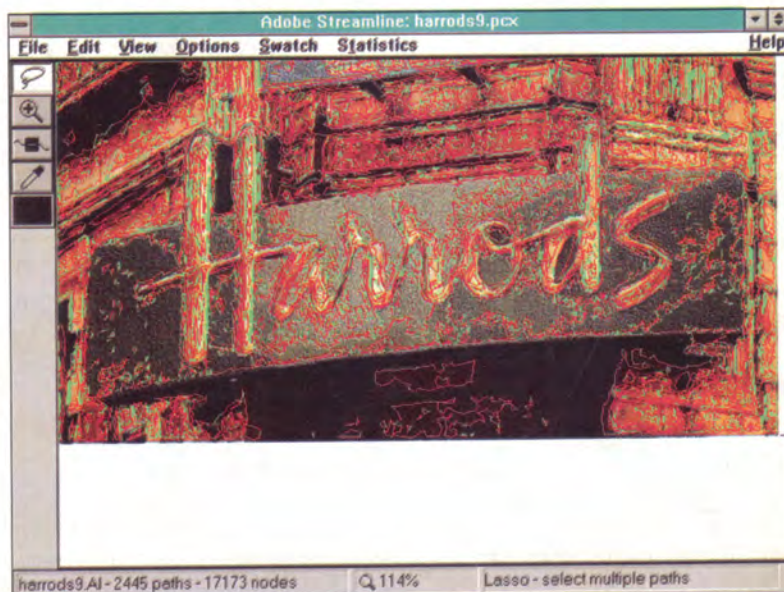 Adobe Streamline: harrods9.pcx
File Edit View Options Swatch Statistics Help
Harrods
harrods9.AI - 2445 paths - 17173 nodes 114% Lasso - select multiple paths